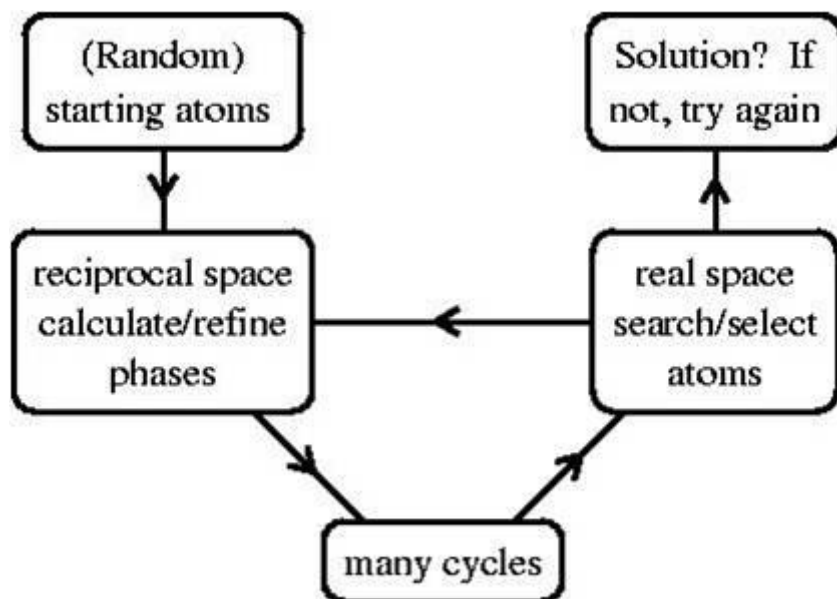 (Random)
starting atoms
Solution? If
not, try again
reciprocal space
calculate/refine
phases
real space
search/select
atoms
many cycles